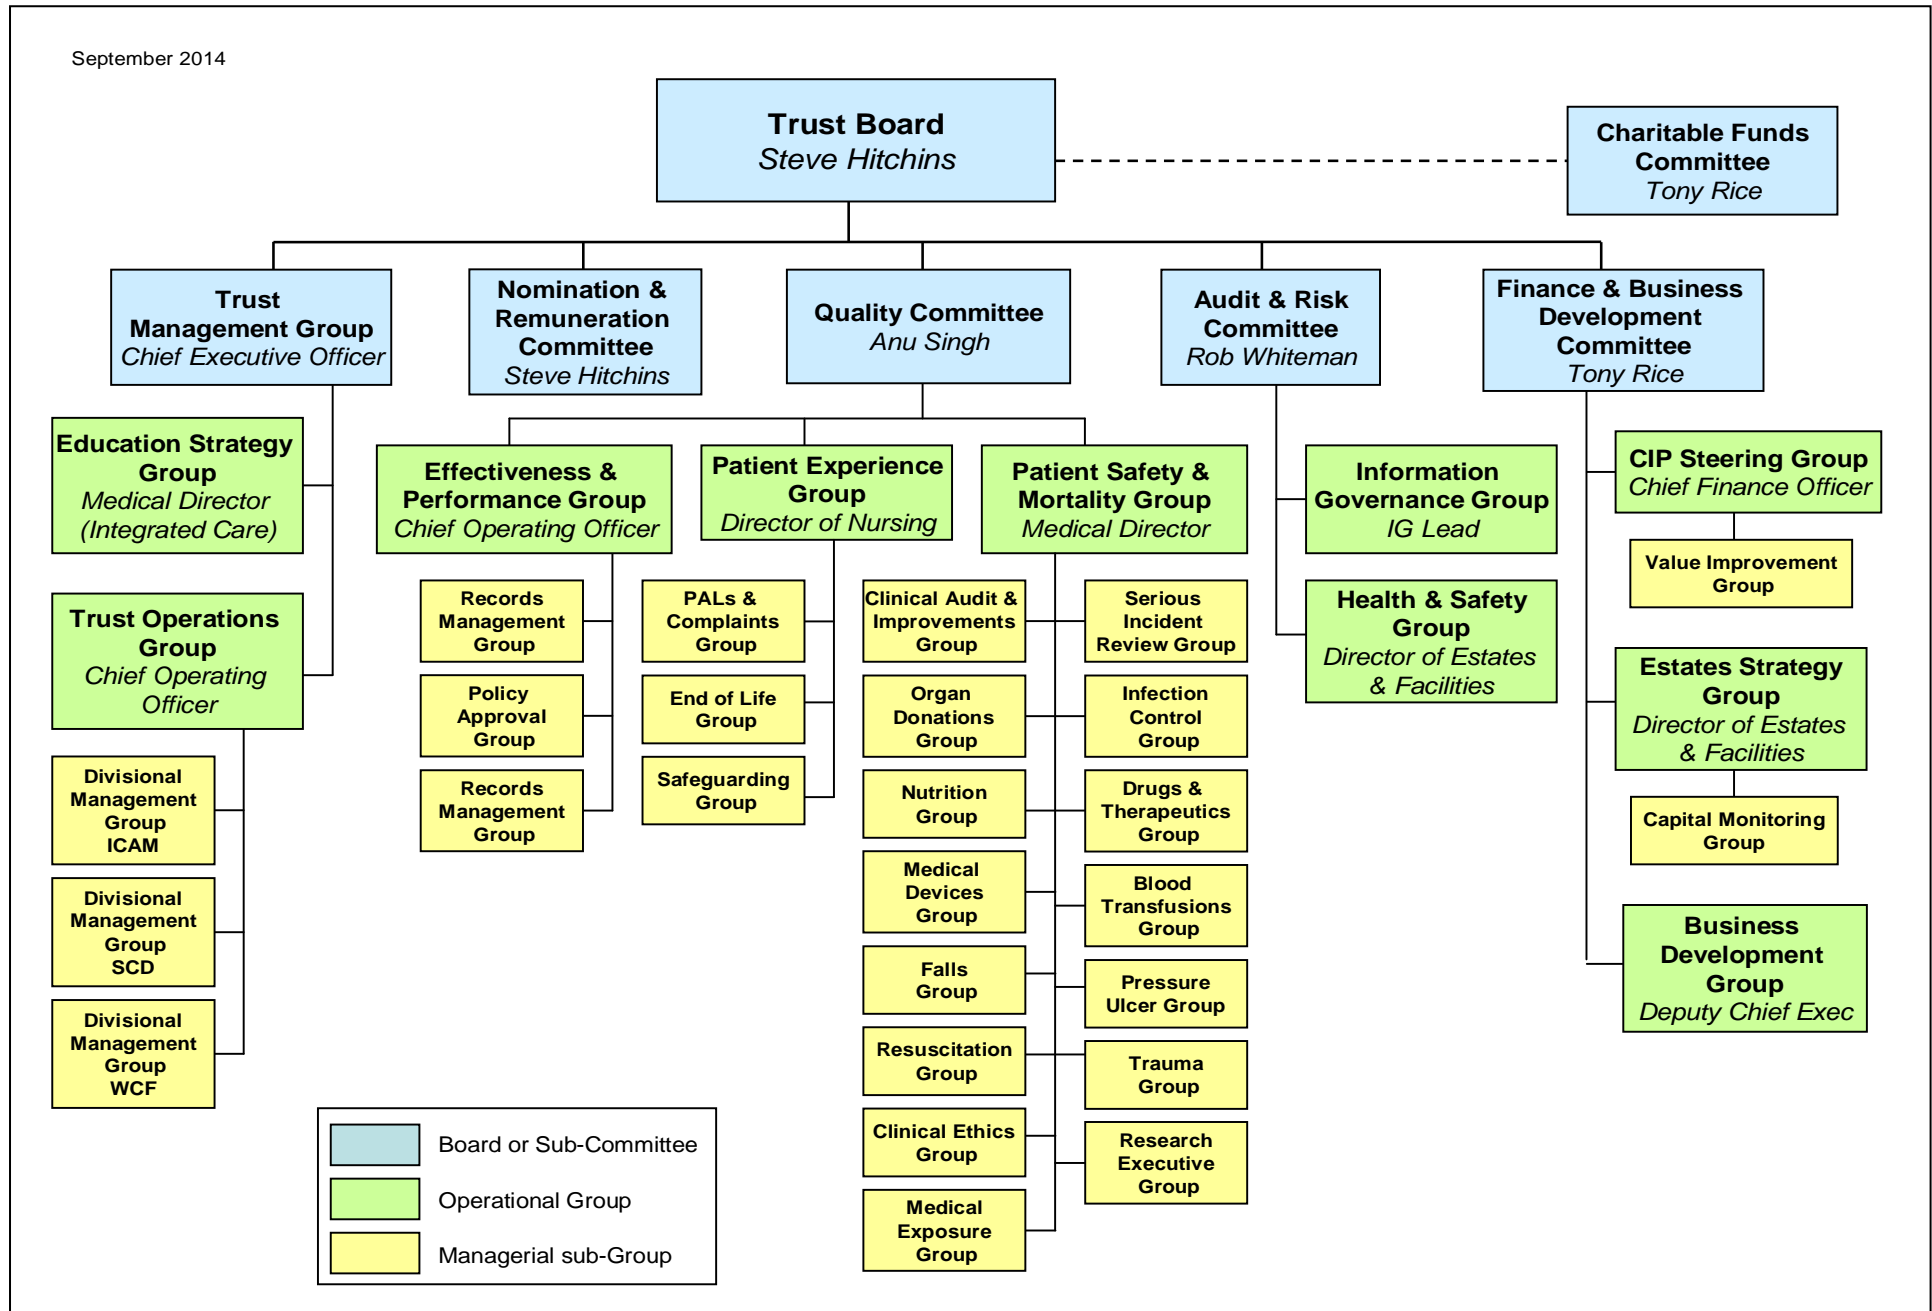 September 2014
Trust Board
Steve Hitchins
Charitable Funds
Committee
Tony Rice
Trust
Management Group
Chief Executive Officer
Nomination &
Remuneration
Committee
Steve Hitchins
Quality Committee
Anu Singh
Audit & Risk
Committee
Rob Whiteman
Finance & Business
Development
Committee
Tony Rice
Education Strategy
Group
Medical Director
(Integrated Care)
Trust Operations
Group
Chief Operating
Officer
Divisional
Management
Group
ICAM
Divisional
Management
Group
SCD
Divisional
Management
Group
WCF
Effectiveness &
Performance Group
Chief Operating Officer
Records
Management
Group
Policy
Approval
Group
Records
Management
Group
Patient Experience
Group
Director of Nursing
PALs &
Complaints
Group
End of Life
Group
Safeguarding
Group
Patient Safety &
Mortality Group
Medical Director
Clinical Audit &
Improvements
Group
Organ
Donations
Group
Nutrition
Group
Medical
Devices
Group
Falls
Group
Resuscitation
Group
Clinical Ethics
Group
Medical
Exposure
Group
Serious
Incident
Review Group
Infection
Control
Group
Drugs &
Therapeutics
Group
Blood
Transfusions
Group
Pressure
Ulcer Group
Trauma
Group
Research
Executive
Group
Information
Governance Group
IG Lead
Health & Safety
Group
Director of Estates
& Facilities
CIP Steering Group
Chief Finance Officer
Value Improvement
Group
Estates Strategy
Group
Director of Estates
& Facilities
Capital Monitoring
Group
Business
Development
Group
Deputy Chief Exec
Board or Sub-Committee
Operational Group
Managerial sub-Group